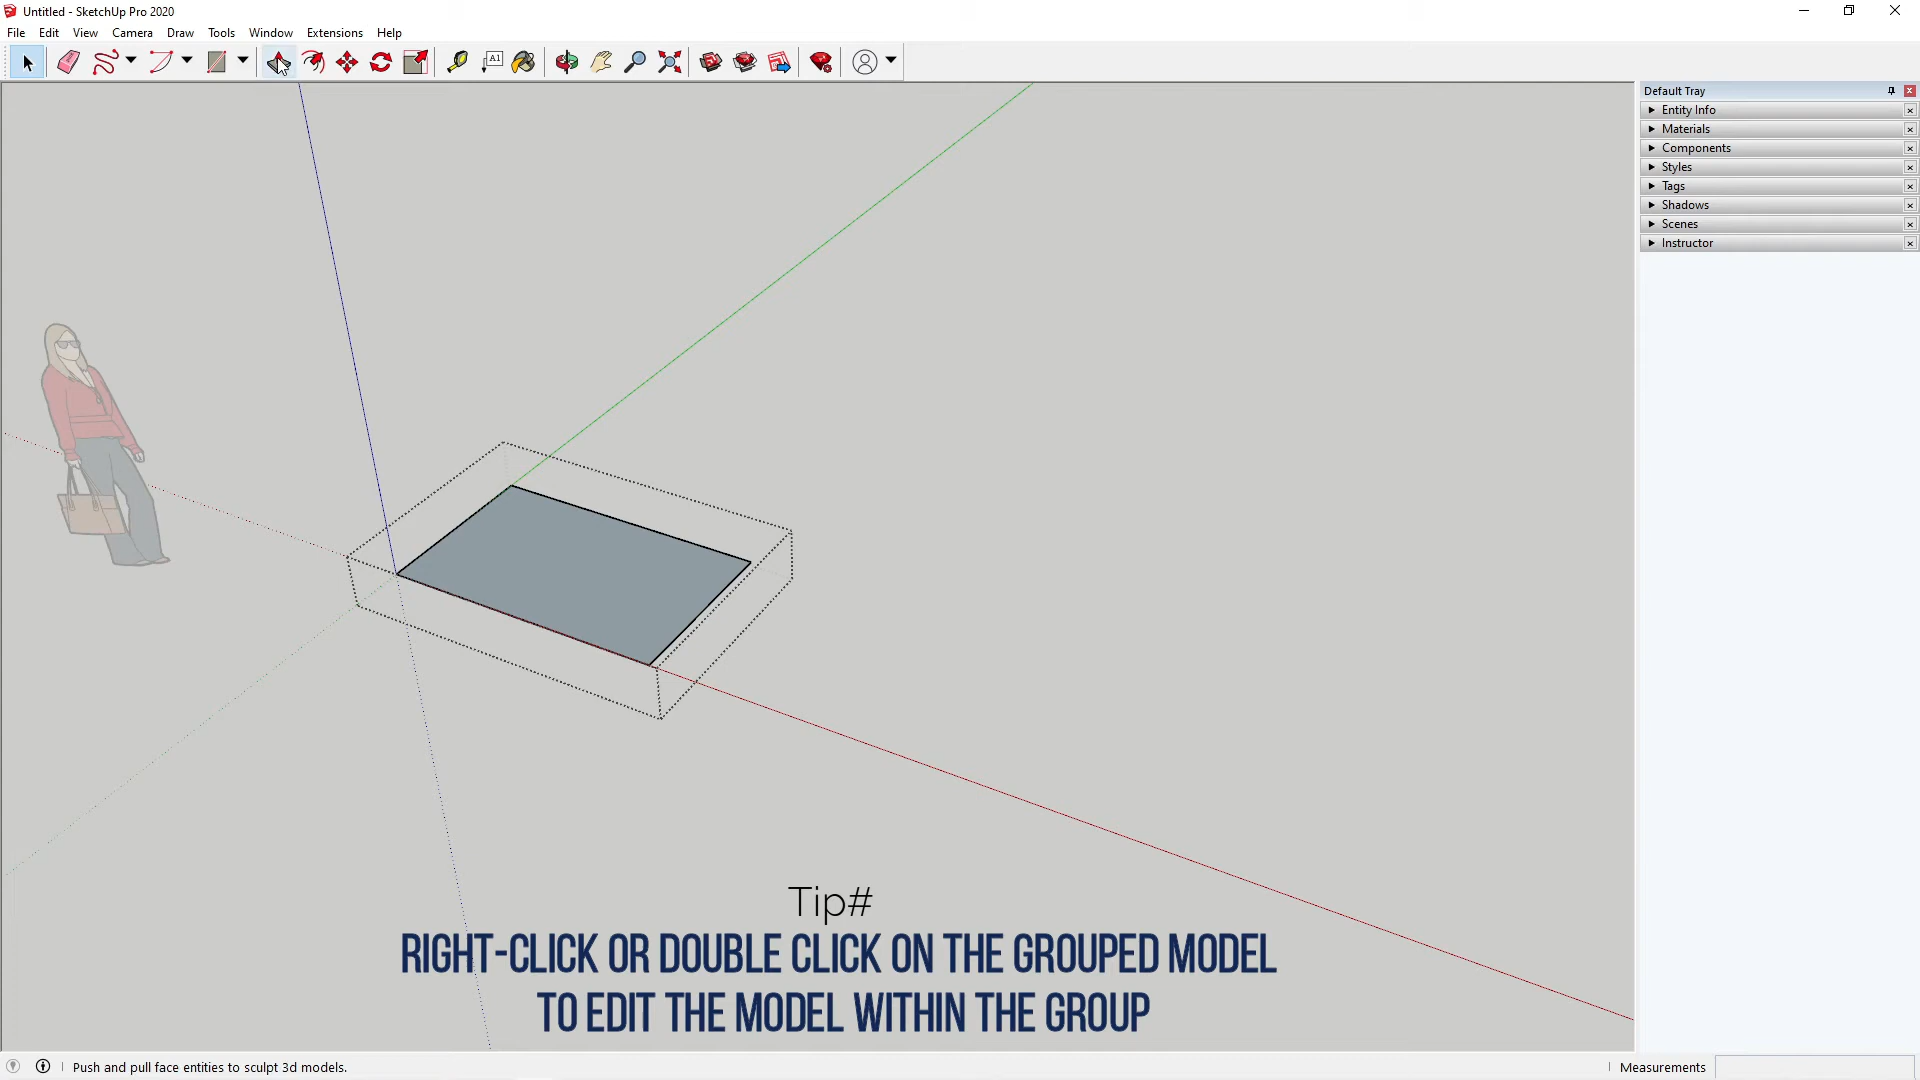 Untitled - SketchUp Pro 2020
File Edit View Camera Draw Tools Window Extensions Help
A1
Default Tray
Entity Info
Materials
Components
Styles
Tags
Shadows
Scenes
Instructor
Tip#
RIGHT-CLICK OR DOUBLE CLICK ON THE GROUPED MODEL
TO EDIT THE MODEL WITHIN THE GROUP
Push and pull face entities to sculpt 3d models.
Measurements